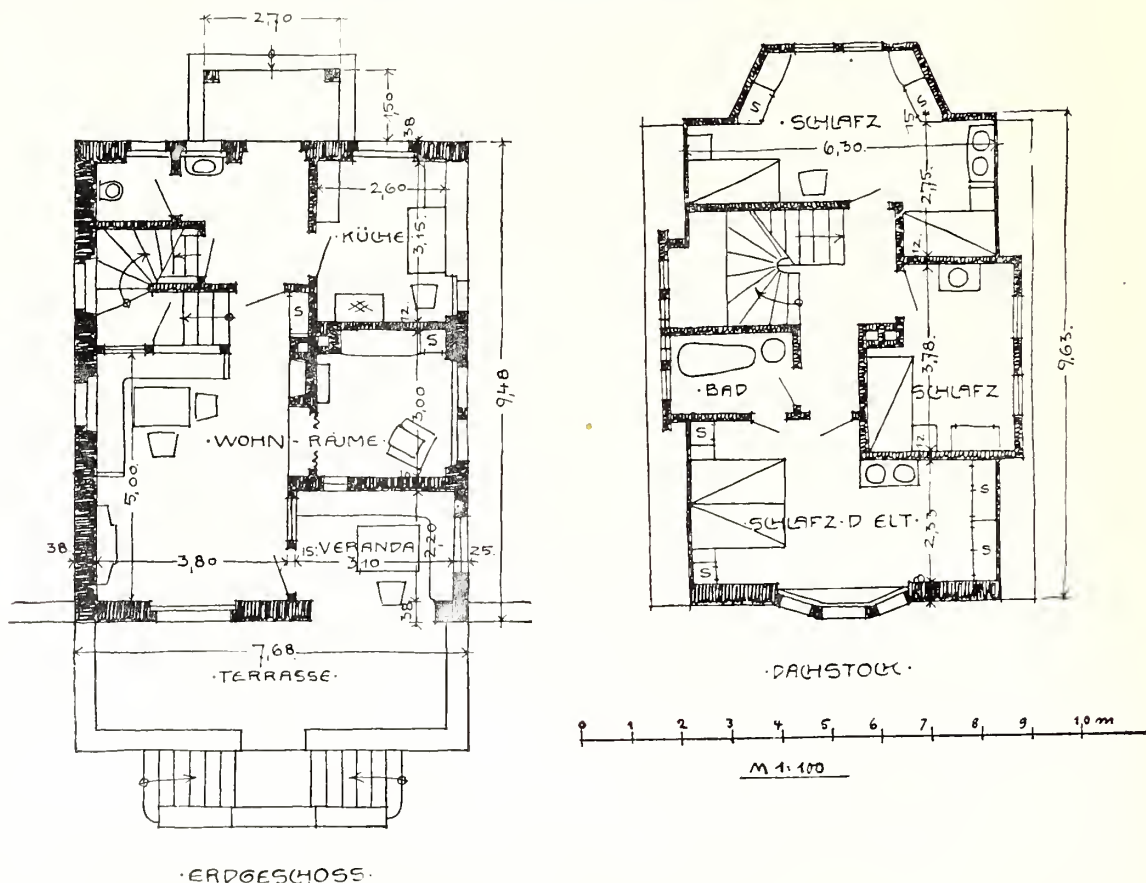 2,70
1,50
38
2,60
·KÜCHE·
3,15
12.
S
S
3,00
9,48
·WOHN-RÄUME·
5,00
38.
3,80
15.
·VERANDA
3,10
2,20
25.
38
7,68.
·TERRASSE·
·ERDGESCHOSS·
S
S
·SCHLAFZ
15
6,30.
2,75
12.
3,78.
9,63.
·BAD
SCHLAFZ
12
S
S
SCHLAFZ·D ELT·
2,33
S
S
·DACHSTOCK·
0 1 2 3 4 5 6 7 8 9 1,0 m
M 1:100